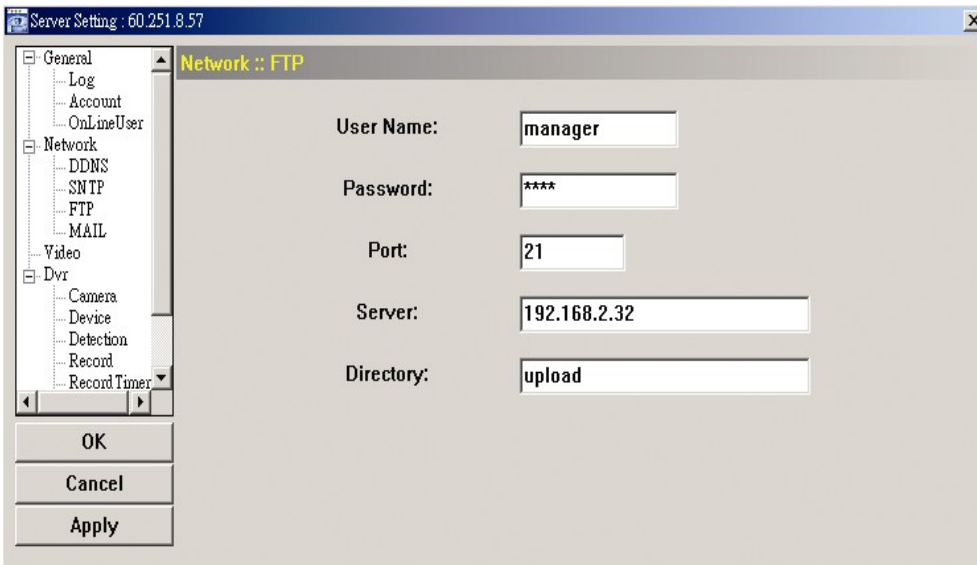 Server Setting : 60.251.8.57
General
Log
Account
OnLineUser
Network
DDNS
SNTP
FTP
MAIL
Video
Dvr
Camera
Device
Detection
Record
Record Timer
OK
Cancel
Apply
Network :: FTP
User Name: manager
Password: ****
Port: 21
Server: 192.168.2.32
Directory: upload